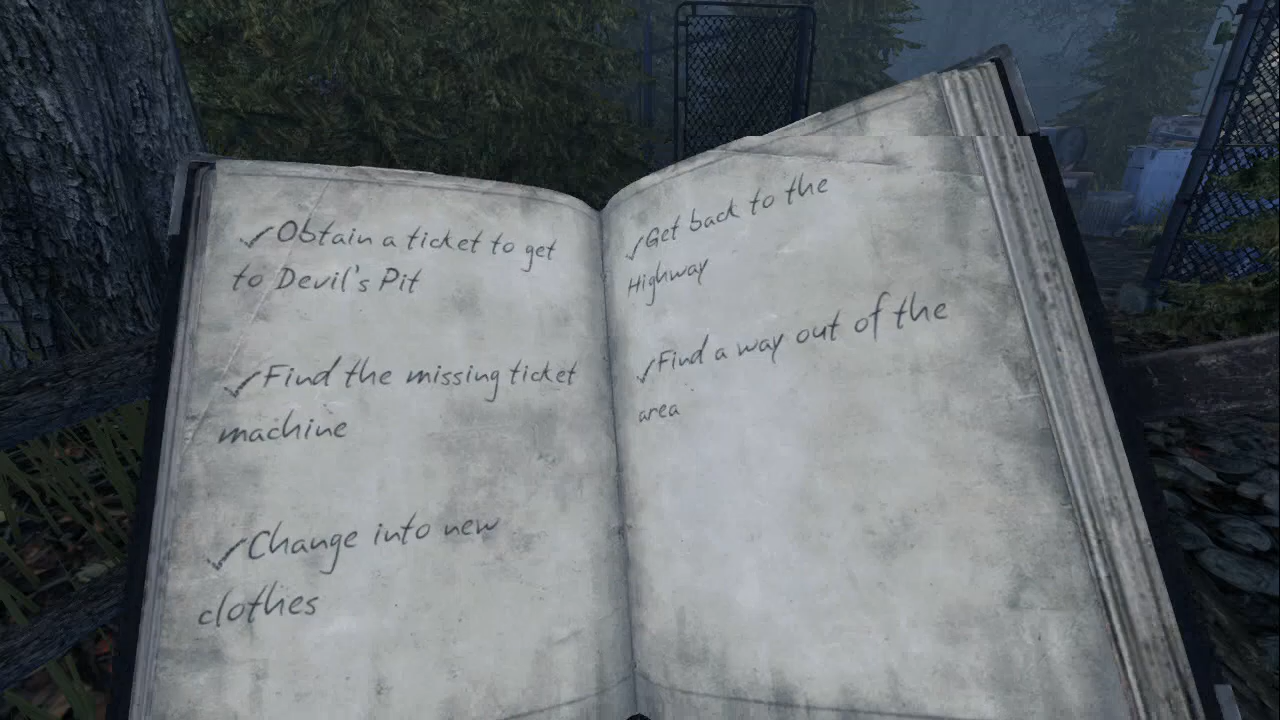 ✓Obtain a ticket to get
to Devil's Pit
✓Find the missing ticket
machine
✓Change into new
clothes
✓Get back to the
Highway
✓Find a way out of the
area